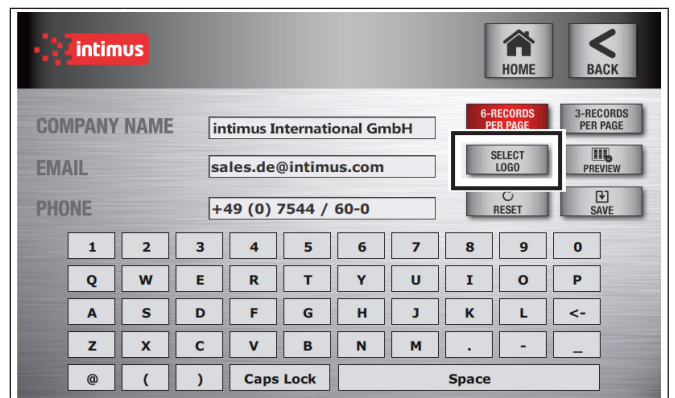 intimus
HOME
BACK
COMPANY NAME
intimus International GmbH
6-RECORDS
PER PAGE
3-RECORDS
PER PAGE
EMAIL
sales.de@intimus.com
SELECT
LOGO
PREVIEW
PHONE
+49 (0) 7544 / 60-0
RESET
SAVE
1 2 3 4 5 6 7 8 9 0
Q W E R T Y U I O P
A S D F G H J K L <-
Z X C V B N M . - _
@ ( ) Caps Lock Space